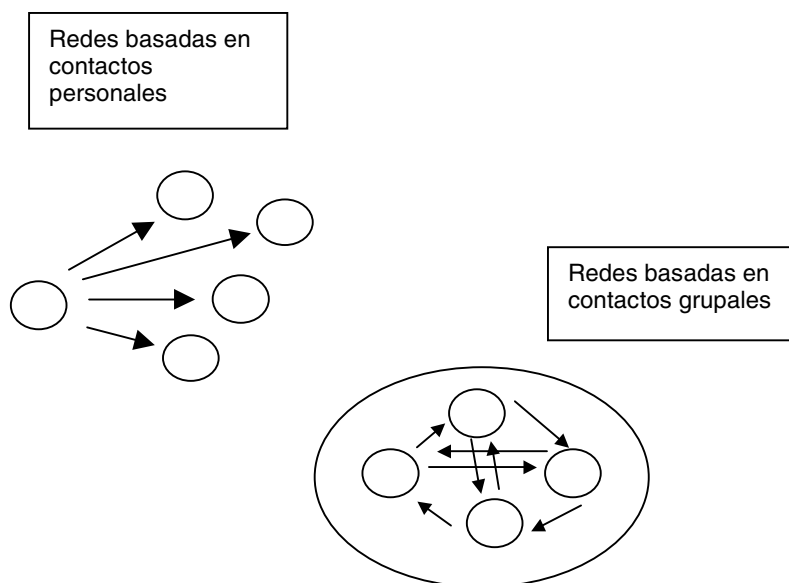 Redes basadas en
contactos
personales
Redes basadas en
contactos grupales